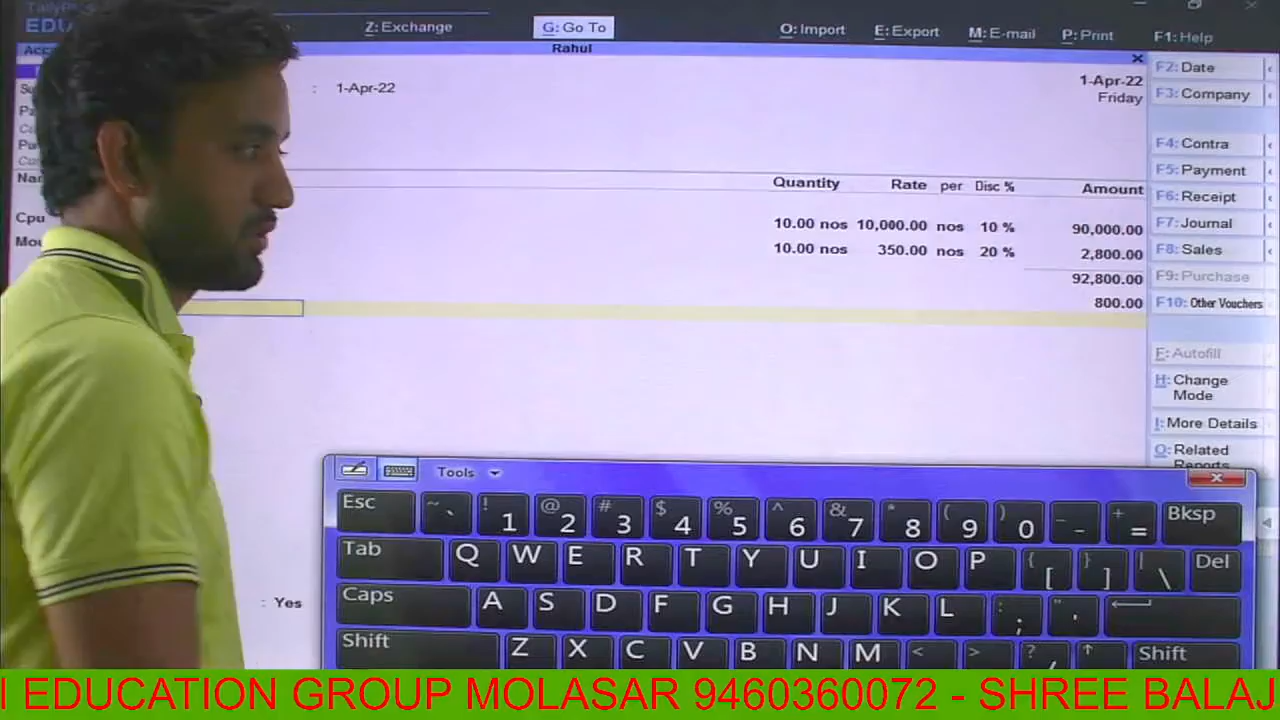 TallyPrime
EDU
Z: Exchange
G: Go To
O: Import
E: Export
M: E-mail
P: Print
F1: Help
Rahul
F2: Date
F3: Company
F4: Contra
F5: Payment
F6: Receipt
F7: Journal
F8: Sales
F9: Purchase
F10: Other Vouchers
F: Autofill
H: Change
Mode
I: More Details
O: Related
Reports
: 1-Apr-22
1-Apr-22
Friday
Quantity Rate per Disc % Amount
Cpu 10.00 nos 10,000.00 nos 10 % 90,000.00
10.00 nos 350.00 nos 20 % 2,800.00
92,800.00
800.00
: Yes
Tools
Esc ~ ` ! 1 @ 2 # 3 $ 4 % 5 ^ 6 & 7 * 8 ( 9 ) 0 _ - + = Bksp
Tab Q W E R T Y U I O P { [ } ] | \ Del
Caps A S D F G H J K L : ; " '
Shift Z X C V B N M < > ? / Shift
I EDUCATION GROUP MOLASAR 9460360072 - SHREE BALAJ